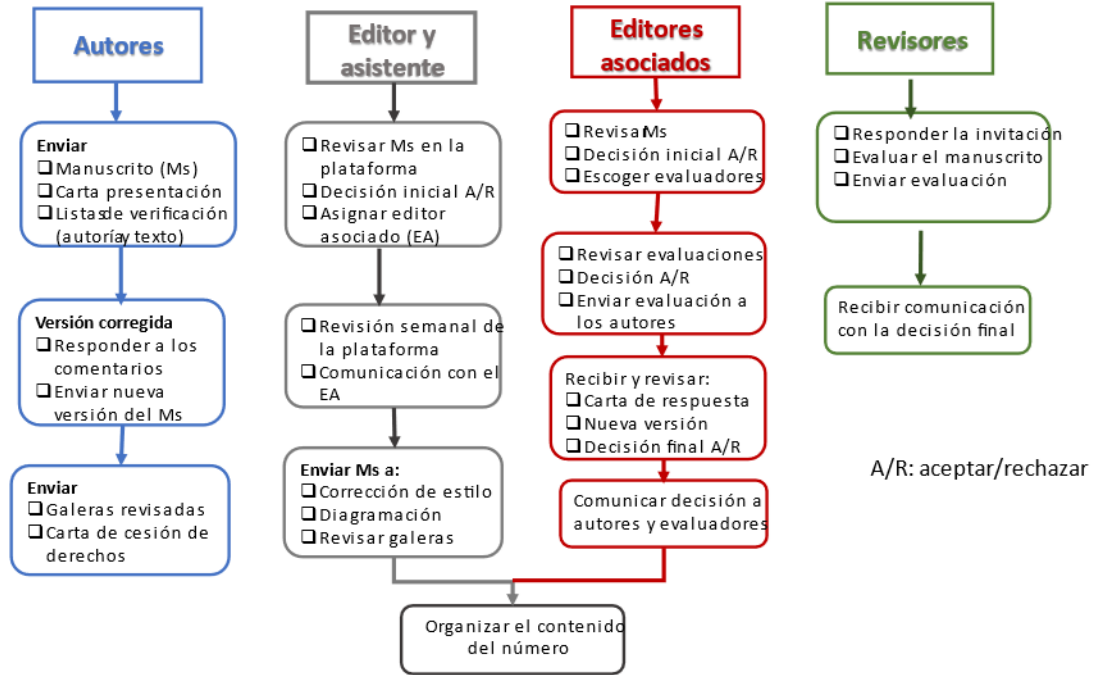 Autores
Enviar
❑ Manuscrito (Ms)
❑ Carta presentación
❑ Listas de verificación
(autoría y texto)
Versión corregida
❑ Responder a los
comentarios
❑ Enviar nueva
versión del Ms
Enviar
❑ Galeras revisadas
❑ Carta de cesión de
derechos
Editor y
asistente
❑ Revisar Ms en la
plataforma
❑ Decisión inicial A/R
❑ Asignar editor
asociado (EA)
❑ Revisión semanal de
la plataforma
❑ Comunicación con el
EA
Enviar Ms a:
❑ Corrección de estilo
❑ Diagramación
❑ Revisar galeras
Editores
asociados
❑ Revisar Ms
❑ Decisión inicial A/R
❑ Escoger evaluadores
❑ Revisar evaluaciones
❑ Decisión A/R
❑ Enviar evaluación a
los autores
Recibir y revisar:
❑ Carta de respuesta
❑ Nueva versión
❑ Decisión final A/R
Comunicar decisión a
autores y evaluadores
Organizar el contenido
del número
Revisores
❑ Responder la invitación
❑ Evaluar el manuscrito
❑ Enviar evaluación
Recibir comunicación
con la decisión final
A/R: aceptar/rechazar